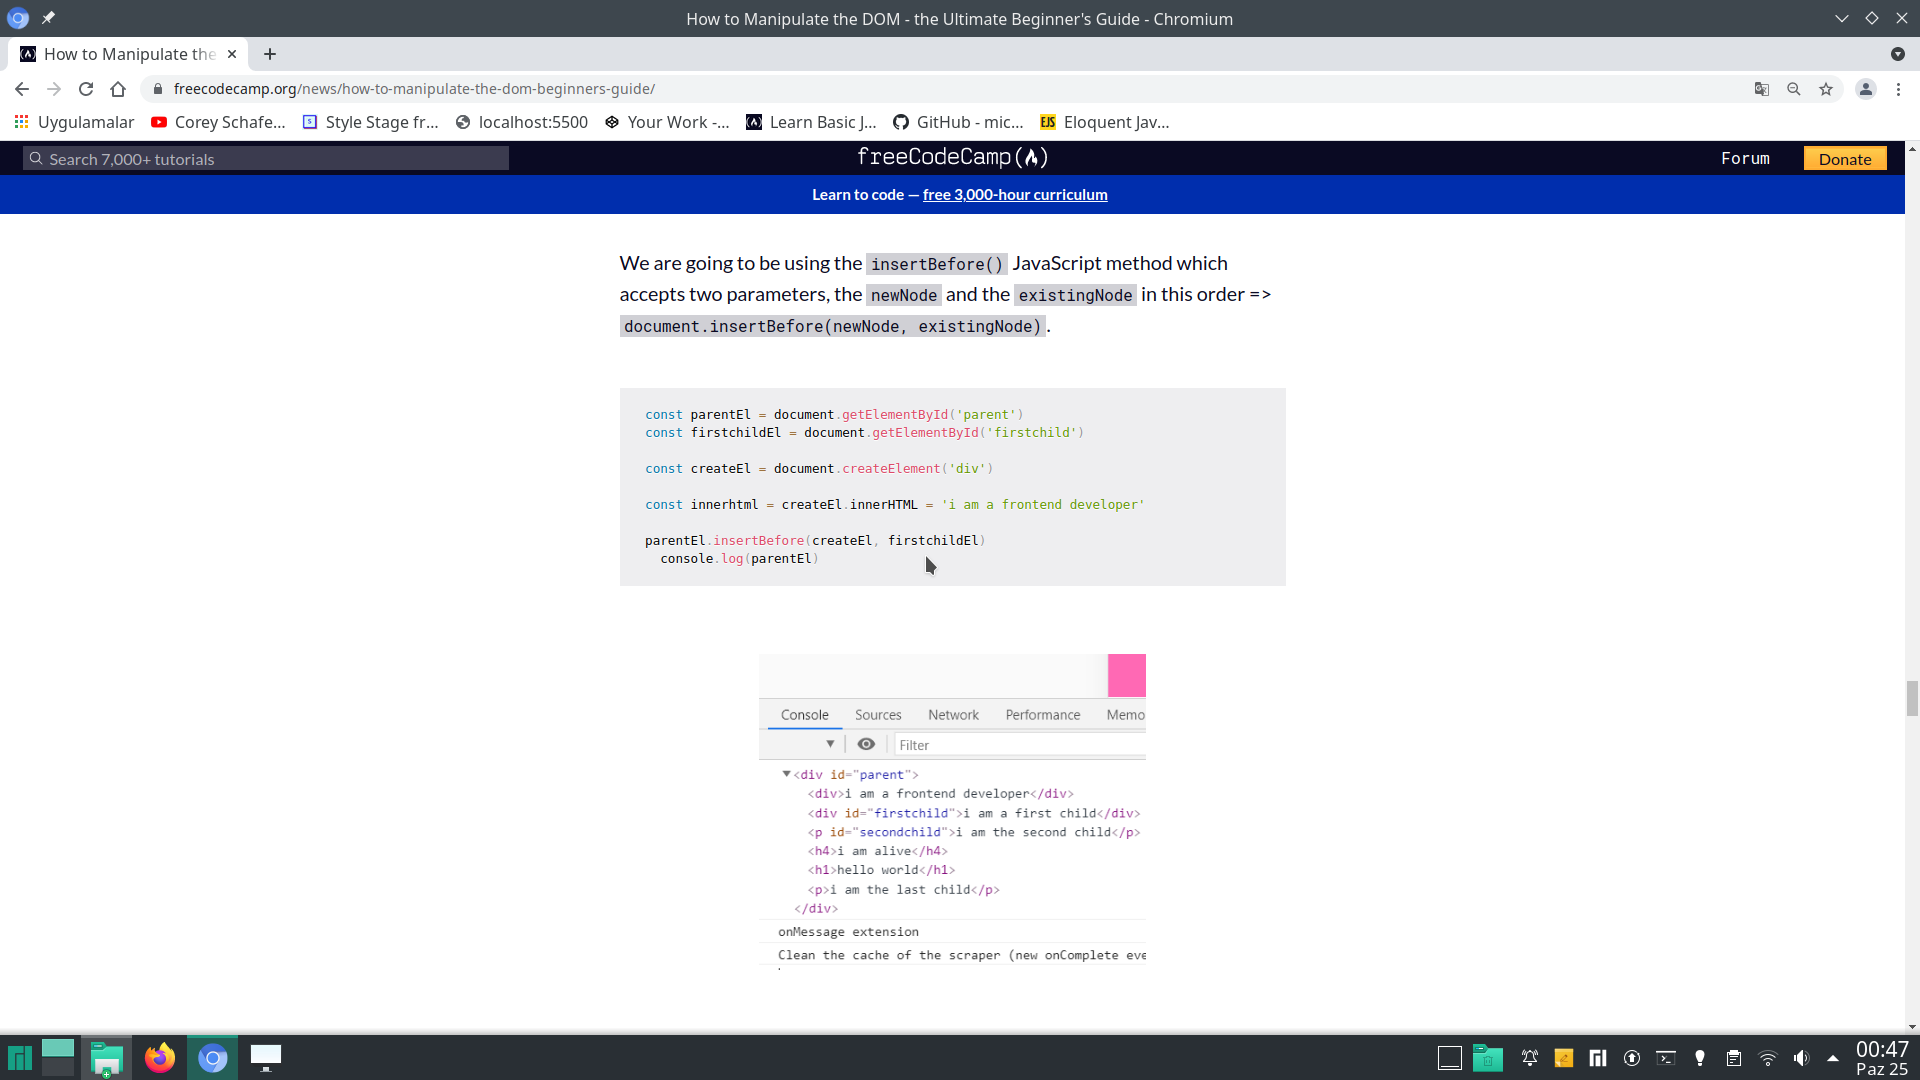 How to Manipulate the DOM - the Ultimate Beginner's Guide - Chromium
How to Manipulate the
freecodecamp.org/news/how-to-manipulate-the-dom-beginners-guide/
Uygulamalar Corey Schafe... Style Stage fr... localhost:5500 Your Work -... Learn Basic J... GitHub - mic... EJS Eloquent Jav...
Search 7,000+ tutorials freeCodeCamp Forum Donate
Learn to code — free 3,000-hour curriculum
We are going to be using the insertBefore() JavaScript method which
accepts two parameters, the newNode and the existingNode in this order =>
document.insertBefore(newNode, existingNode).
const parentEl = document.getElementById('parent')
const firstchildEl = document.getElementById('firstchild')
const createEl = document.createElement('div')
const innerhtml = createEl.innerHTML = 'i am a frontend developer'
parentEl.insertBefore(createEl, firstchildEl)
console.log(parentEl)
Console Sources Network Performance Memo
Filter
<div id="parent">
<div>i am a frontend developer</div>
<div id="firstchild">i am a first child</div>
<p id="secondchild">i am the second child</p>
<h4>i am alive</h4>
<h1>hello world</h1>
<p>i am the last child</p>
</div>
onMessage extension
Clean the cache of the scraper (new onComplete eve
00:47
Paz 25